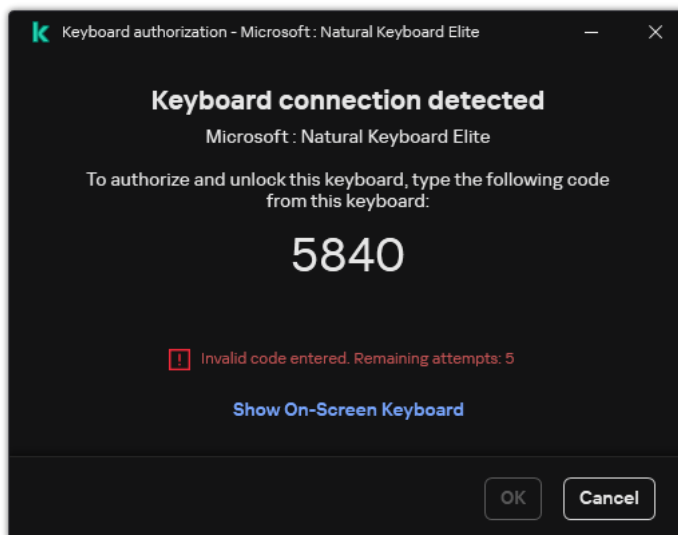 Keyboard authorization - Microsoft : Natural Keyboard Elite
Keyboard connection detected
Microsoft : Natural Keyboard Elite
To authorize and unlock this keyboard, type the following code
from this keyboard:
5840
Invalid code entered. Remaining attempts: 5
Show On-Screen Keyboard
OK
Cancel